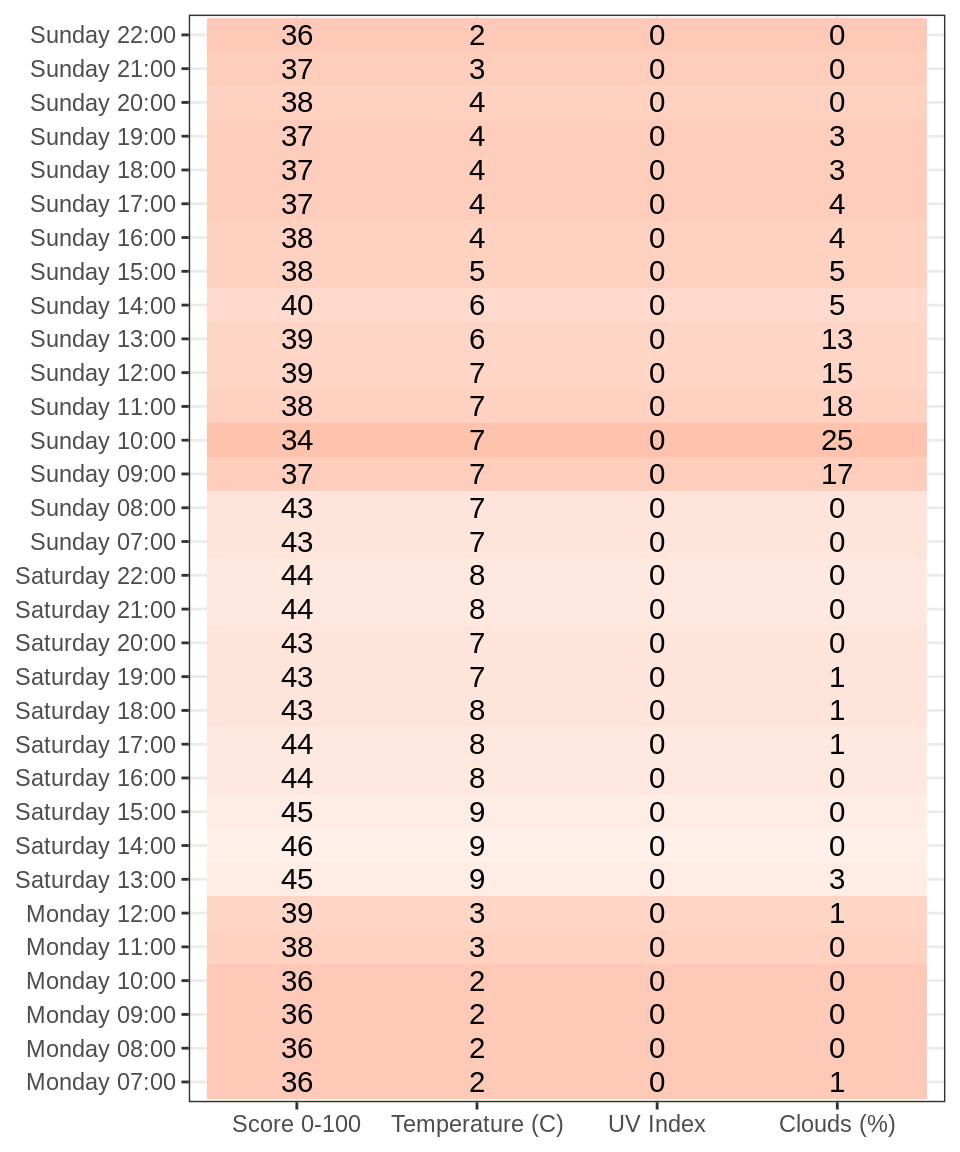 Sunday 22:00 36 2 0 0
Sunday 21:00 37 3 0 0
Sunday 20:00 38 4 0 0
Sunday 19:00 37 4 0 3
Sunday 18:00 37 4 0 3
Sunday 17:00 37 4 0 4
Sunday 16:00 38 4 0 4
Sunday 15:00 38 5 0 5
Sunday 14:00 40 6 0 5
Sunday 13:00 39 6 0 13
Sunday 12:00 39 7 0 15
Sunday 11:00 38 7 0 18
Sunday 10:00 34 7 0 25
Sunday 09:00 37 7 0 17
Sunday 08:00 43 7 0 0
Sunday 07:00 43 7 0 0
Saturday 22:00 44 8 0 0
Saturday 21:00 44 8 0 0
Saturday 20:00 43 7 0 0
Saturday 19:00 43 7 0 1
Saturday 18:00 43 8 0 1
Saturday 17:00 44 8 0 1
Saturday 16:00 44 8 0 0
Saturday 15:00 45 9 0 0
Saturday 14:00 46 9 0 0
Saturday 13:00 45 9 0 3
Monday 12:00 39 3 0 1
Monday 11:00 38 3 0 0
Monday 10:00 36 2 0 0
Monday 09:00 36 2 0 0
Monday 08:00 36 2 0 0
Monday 07:00 36 2 0 1
Score 0-100 Temperature (C) UV Index Clouds (%)